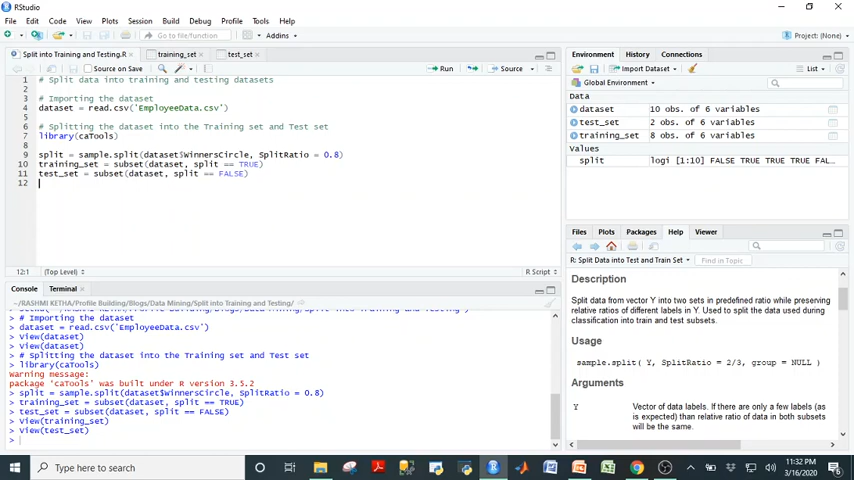 RStudio
File Edit Code View Plots Session Build Debug Profile Tools Help
Go to file/function
Addins
Project: (None)
Split into Training and Testing.R
training_set
test_set
Source on Save
Run
Source
1 # Split data into training and testing datasets
2
3 # Importing the dataset
4 dataset = read.csv('EmployeeData.csv')
5
6 # Splitting the dataset into the Training set and Test set
7 library(caTools)
8
9 split = sample.split(dataset$WinnersCircle, SplitRatio = 0.8)
10 training_set = subset(dataset, split == TRUE)
11 test_set = subset(dataset, split == FALSE)
12
12:1 (Top Level) R Script
Console Terminal
~/RASHMI KETHA/Profile Building/Blogs/Data Mining/Split into Training and Testing/
> # Importing the dataset
> dataset = read.csv('EmployeeData.csv')
> View(dataset)
> View(dataset)
> # Splitting the dataset into the Training set and Test set
> library(caTools)
Warning message:
package 'caTools' was built under R version 3.5.2
> split = sample.split(dataset$WinnersCircle, SplitRatio = 0.8)
> training_set = subset(dataset, split == TRUE)
> test_set = subset(dataset, split == FALSE)
> View(training_set)
> View(test_set)
>
Environment History Connections
Import Dataset
List
Global Environment
Data
dataset 10 obs. of 6 variables
test_set 2 obs. of 6 variables
training_set 8 obs. of 6 variables
Values
split logi [1:10] FALSE TRUE TRUE TRUE FAL…
Files Plots Packages Help Viewer
R: Split Data into Test and Train Set
Find in Topic
Description
Split data from vector Y into two sets in predefined ratio while preserving
relative ratios of different labels in Y. Used to split the data used during
classification into train and test subsets.
Usage
sample.split( Y, SplitRatio = 2/3, group = NULL )
Arguments
Y Vector of data labels. If there are only a few labels (as
is expected) than relative ratio of data in both subsets
will be the same.
Type here to search
11:32 PM
3/16/2020